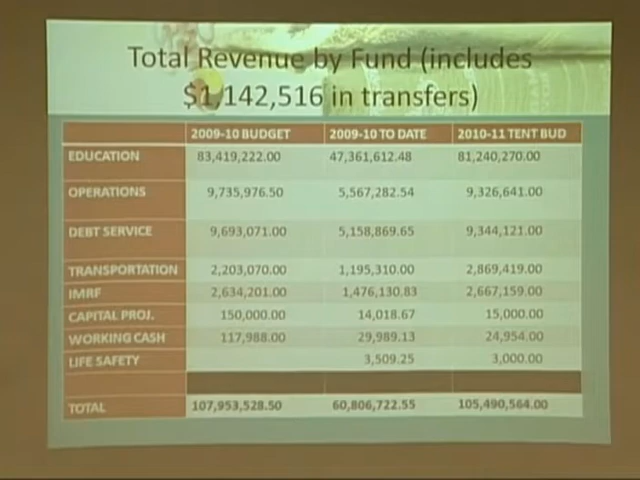 Total Revenue by Fund (includes
$1,142,516 in transfers)
2009-10 BUDGET 2009-10 TO DATE 2010-11 TENT BUD
EDUCATION 83,419,222.00 47,361,612.48 81,240,270.00
OPERATIONS 9,735,976.50 5,567,282.54 9,326,641.00
DEBT SERVICE 9,693,071.00 5,158,869.65 9,344,121.00
TRANSPORTATION 2,203,070.00 1,195,310.00 2,869,419.00
IMRF 2,634,201.00 1,476,130.83 2,667,159.00
CAPITAL PROJ. 150,000.00 14,018.67 15,000.00
WORKING CASH 117,988.00 29,989.13 24,954.00
LIFE SAFETY 3,509.25 3,000.00
TOTAL 107,953,528.50 60,806,722.55 105,490,564.00